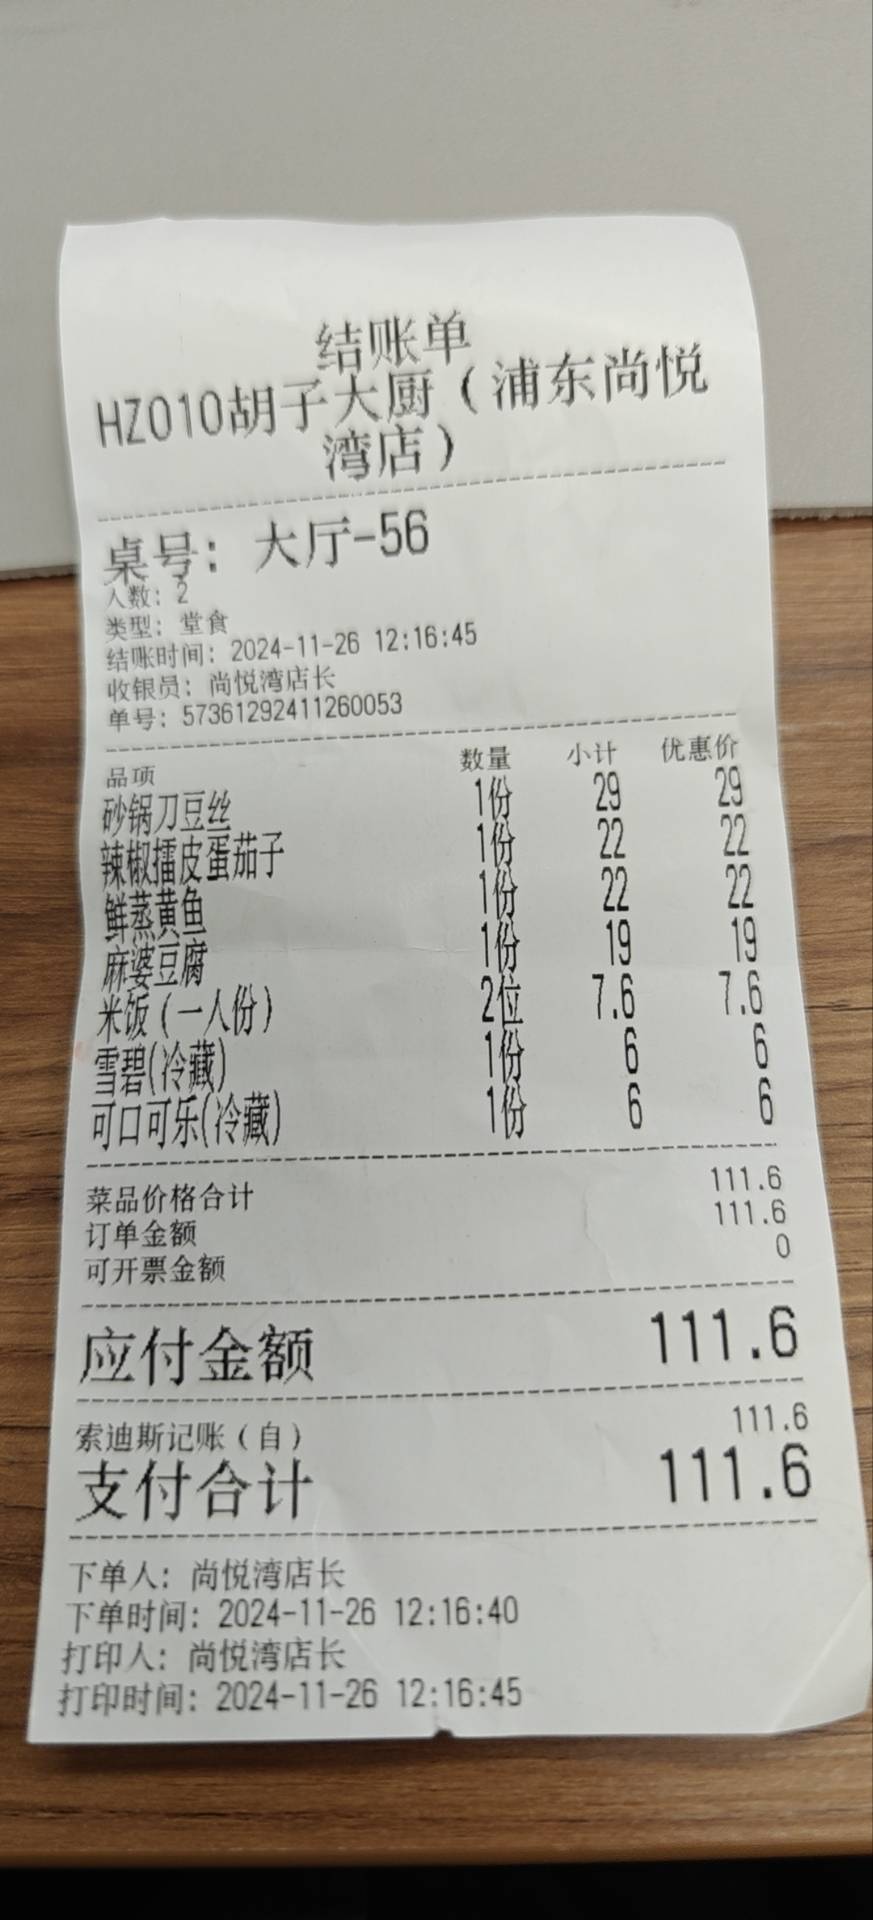 结账单
HZ010胡子大厨（浦东尚悦
湾店）
桌号：大厅-56
人数：2
类型：堂食
结账时间：2024-11-26 12:16:45
收银员：尚悦湾店长
单号：573612924112600​53
品项 数量 小计 优惠价
砂锅刀豆丝 1份 29 29
辣椒擂皮蛋茄子 1份 22 22
鲜蒸黄鱼 1份 22 22
麻婆豆腐 1份 19 19
米饭（一人份） 2位 7.6 7.6
雪碧(冷藏) 1份 6 6
可口可乐(冷藏) 1份 6 6
菜品价格合计 111.6
订单金额 111.6
可开票金额 0
应付金额 111.6
索迪斯记账（自） 111.6
支付合计 111.6
下单人：尚悦湾店长
下单时间：2024-11-26 12:16:40
打印人：尚悦湾店长
打印时间：2024-11-26 12:16:45